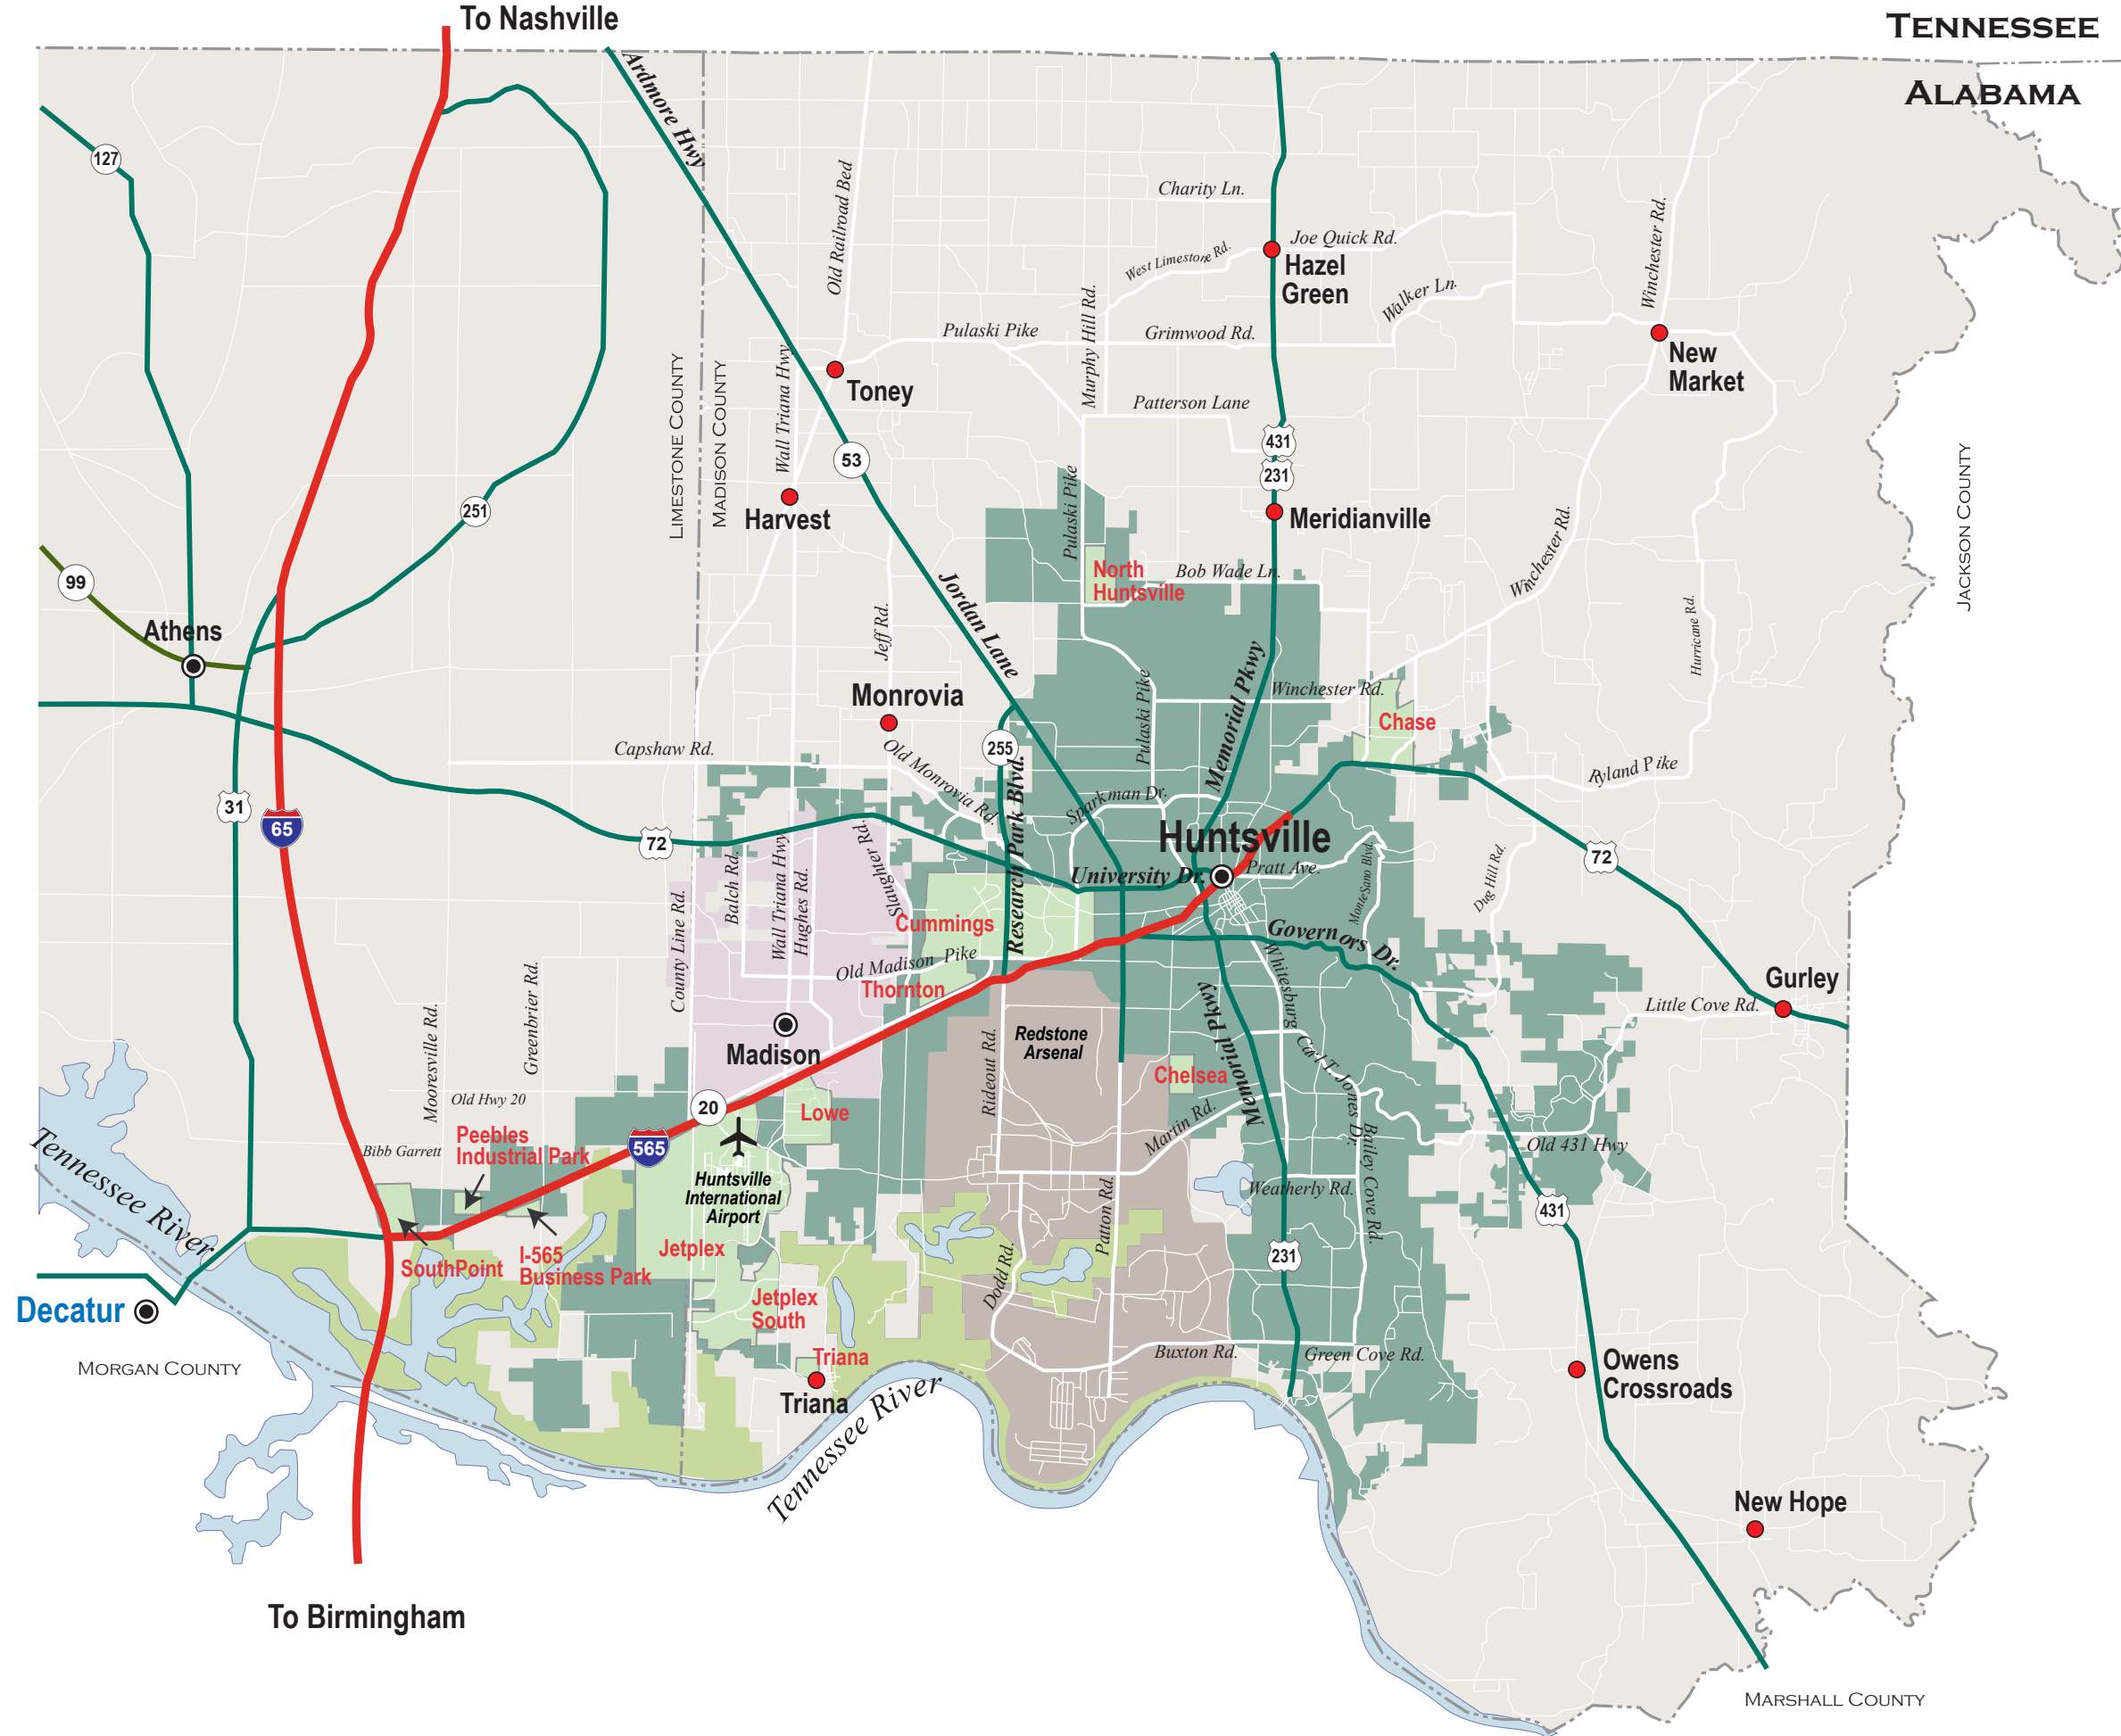 To Nashville
TENNESSEE
ALABAMA
Ardmore Hwy
127
Old Railroad Bed
Charity Ln.
Winchester Rd.
Joe Quick Rd.
West Limestone Rd.
Hazel
Green
Walker Ln.
Murphy Hill Rd.
Pulaski Pike
Grimwood Rd.
New
Market
LIMESTONE COUNTY
MADISON COUNTY
Wall Triana Hwy
Toney
Patterson Lane
431
53
231
JACKSON COUNTY
251
Harvest
Meridianville
Pulaski Pike
Winchester Rd.
99
North
Huntsville
Bob Wade Ln.
Athens
Jeff Rd.
Jordan Lane
Hurricane Rd.
Monrovia
Pulaski Pike
Memorial Pkwy
Winchester Rd.
Chase
Capshaw Rd.
Old Monrovia Rd.
255
Research Park Blvd.
Ryland Pike
31
65
72
Sparkman Dr.
Huntsville
72
Slaughter Rd.
Balch Rd.
Wall Triana Hwy
Hughes Rd.
University Dr.
Pratt Ave.
Monte Sano Blvd.
Dug Hill Rd.
County Line Rd.
Cummings
Governors Dr.
Old Madison Pike
Thornton
Whitesburg
Gurley
Little Cove Rd.
Mooresville Rd.
Greenbrier Rd.
Madison
Rideout Rd.
Redstone
Arsenal
Memorial Pkwy
Carl T. Jones Dr.
Chelsea
Old Hwy 20
20
Lowe
Martin Rd.
Bailey Cove Rd.
Old 431 Hwy
Tennessee River
Bibb Garrett
Peebles
Industrial Park
565
Huntsville
International
Airport
Weatherly Rd.
431
Patton Rd.
SouthPoint
I-565
Business Park
Jetplex
231
Dodd Rd.
Decatur
Jetplex
South
MORGAN COUNTY
Triana
Buxton Rd.
Green Cove Rd.
Owens
Crossroads
Triana
Tennessee River
New Hope
To Birmingham
MARSHALL COUNTY